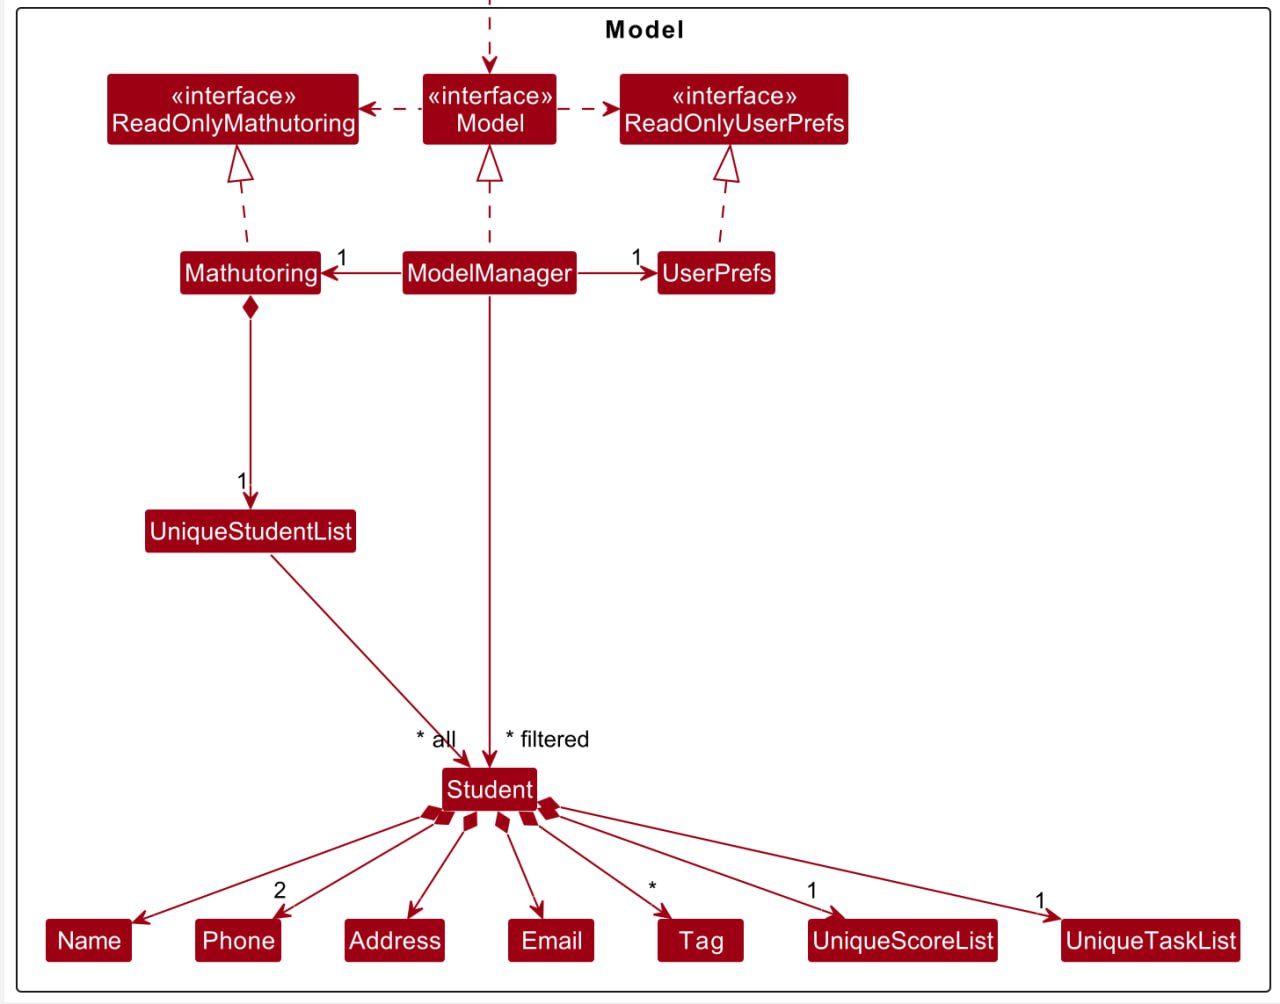 Model
«interface»
ReadOnlyMathutoring
«interface»
Model
«interface»
ReadOnlyUserPrefs
Mathutoring
1
ModelManager
1
UserPrefs
1
UniqueStudentList
* all
* filtered
Student
2
*
1
1
Name
Phone
Address
Email
Tag
UniqueScoreList
UniqueTaskList